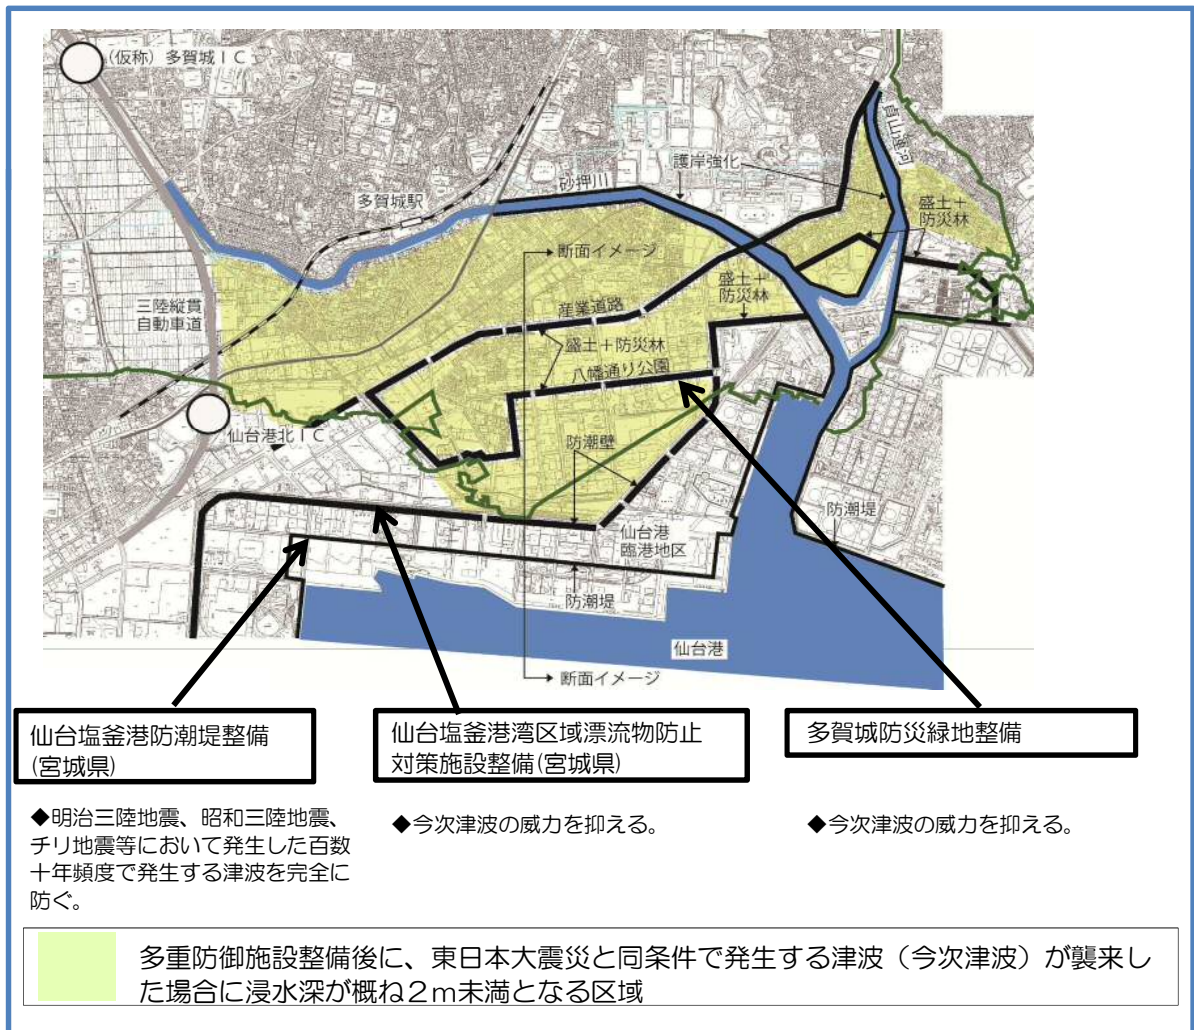 (仮称) 多賀城IC
貞山運河
護岸強化
砂押川
多賀城駅
盛土+
防災林
断面イメージ
盛土+
防災林
三陸縦貫
自動車道
産業道路
盛土+防災林
八幡通り公園
仙台港北IC
防潮壁
防潮堤
仙台港
臨港地区
防潮堤
仙台港
断面イメージ
仙台塩釜港防潮堤整備
(宮城県)
仙台塩釜港湾区域漂流物防止
対策施設整備(宮城県)
多賀城防災緑地整備
◆明治三陸地震、昭和三陸地震、
チリ地震等において発生した百数
十年頻度で発生する津波を完全に
防ぐ。
◆今次津波の威力を抑える。
◆今次津波の威力を抑える。
多重防御施設整備後に、東日本大震災と同条件で発生する津波（今次津波）が襲来し
た場合に浸水深が概ね２ｍ未満となる区域